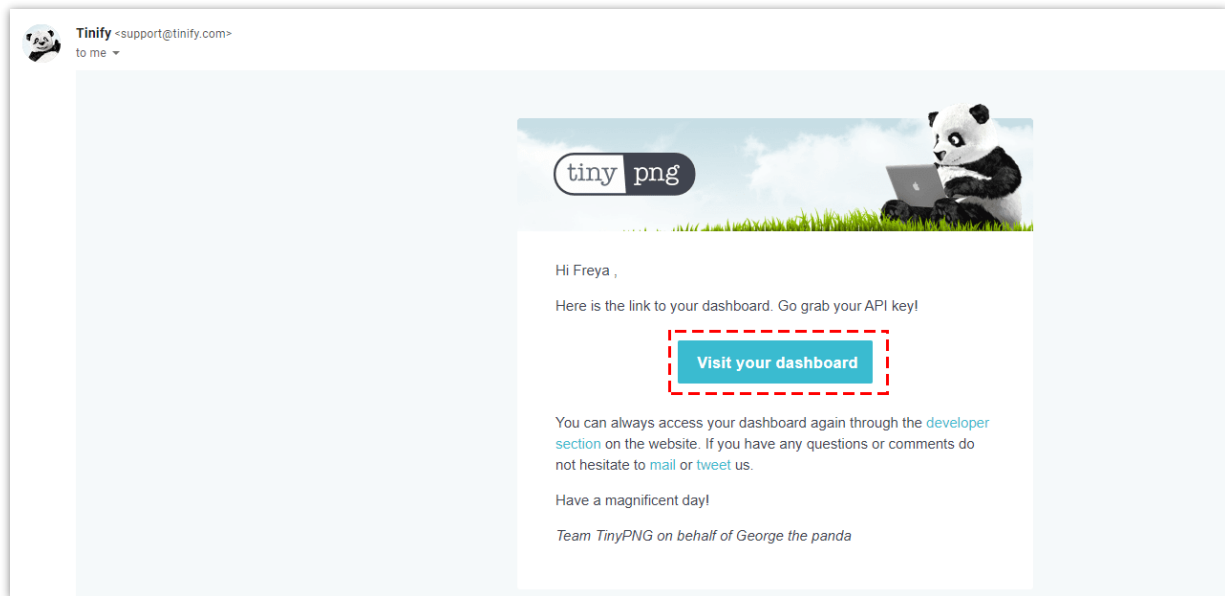 Tinify <support@tinify.com>
to me
tiny png
Hi Freya ,
Here is the link to your dashboard. Go grab your API key!
Visit your dashboard
You can always access your dashboard again through the developer
section on the website. If you have any questions or comments do
not hesitate to mail or tweet us.
Have a magnificent day!
Team TinyPNG on behalf of George the panda